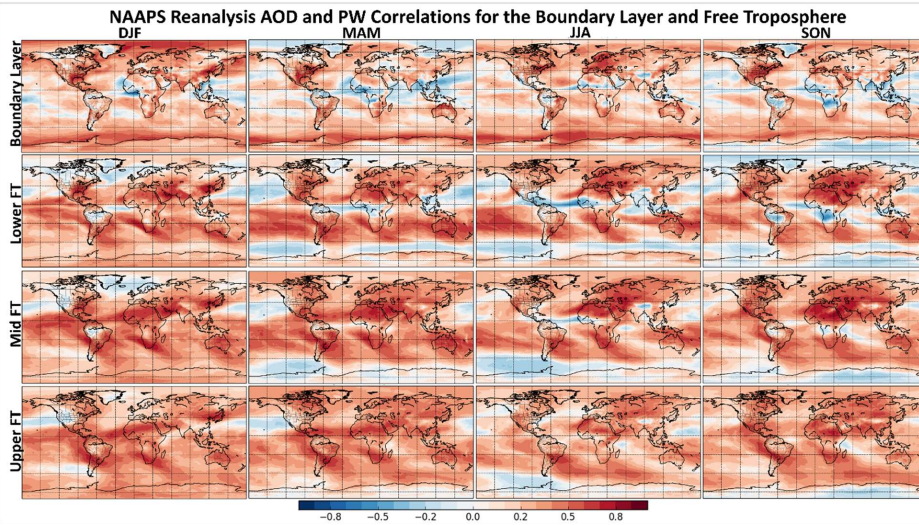 NAAPS Reanalysis AOD and PW Correlations for the Boundary Layer and Free Troposphere
DJF MAM JJA SON
Boundary Layer
Lower FT
Mid FT
Upper FT
−0.8 −0.5 −0.2 0.0 0.2 0.5 0.8